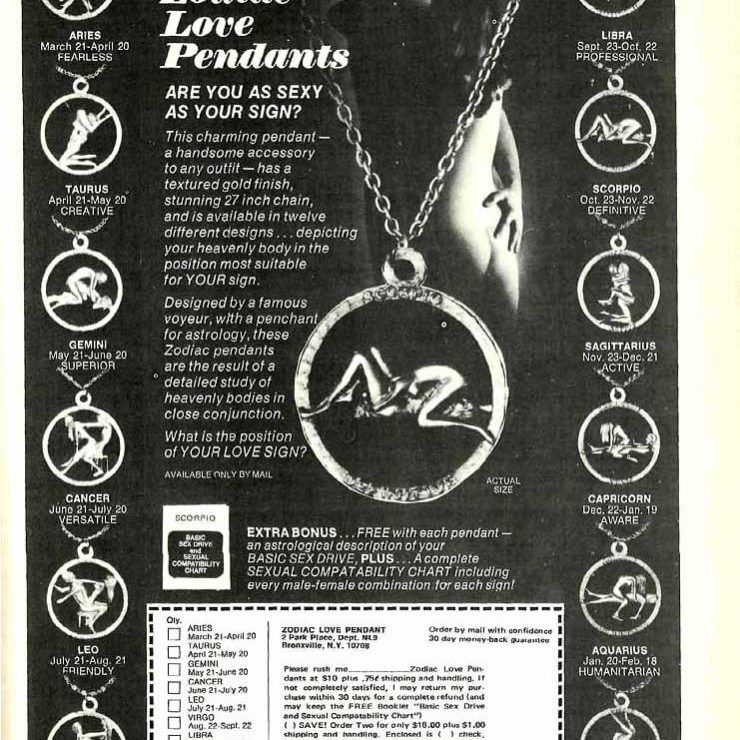 Zodiac
Love
Pendants
ARE YOU AS SEXY
AS YOUR SIGN?
This charming pendant —
a handsome accessory
to any outfit — has a
textured gold finish,
stunning 27 inch chain,
and is available in twelve
different designs . . . depicting
your heavenly body in the
position most suitable
for YOUR sign.
Designed by a famous
voyeur, with a penchant
for astrology, these
Zodiac pendants
are the result of a
detailed study of
heavenly bodies in
close conjunction.
What is the position
of YOUR LOVE SIGN?
AVAILABLE ONLY BY MAIL
ARIES
March 21-April 20
FEARLESS
TAURUS
April 21-May 20
CREATIVE
GEMINI
May 21-June 20
SUPERIOR
CANCER
June 21-July 20
VERSATILE
LEO
July 21-Aug. 21
FRIENDLY
LIBRA
Sept. 23-Oct. 22
PROFESSIONAL
SCORPIO
Oct. 23-Nov. 22
DEFINITIVE
SAGITTARIUS
Nov. 23-Dec. 21
ACTIVE
CAPRICORN
Dec. 22-Jan. 19
AWARE
AQUARIUS
Jan. 20-Feb. 18
HUMANITARIAN
SCORPIO
ACTUAL
SIZE
SCORPIO
BASIC
SEX DRIVE
and
SEXUAL
COMPATIBILITY
CHART
EXTRA BONUS . . . FREE with each pendant —
an astrological description of your
BASIC SEX DRIVE, PLUS . . . A complete
SEXUAL COMPATABILITY CHART including
every male-female combination for each sign!
Qty.
ARIES
March 21-April 20
TAURUS
April 21-May 20
GEMINI
May 21-June 20
CANCER
June 21-July 20
LEO
July 21-Aug. 21
VIRGO
Aug. 22-Sept. 22
LIBRA
ZODIAC LOVE PENDANT
2 Park Place, Dept. NL9
Bronxville, N.Y. 10708
Order by mail with confidence
30 day money-back guarantee
Please rush me__________Zodiac Love Pen-
dants at $10 plus .75¢ shipping and handling. If
not completely satisfied, I may return my pur-
chase within 30 days for a complete refund (and
may keep the FREE Booklet "Basic Sex Drive
and Sexual Compatability Chart")
( ) SAVE! Order Two for only $18.00 plus $1.00
shipping and handling. Enclosed is ( ) check,